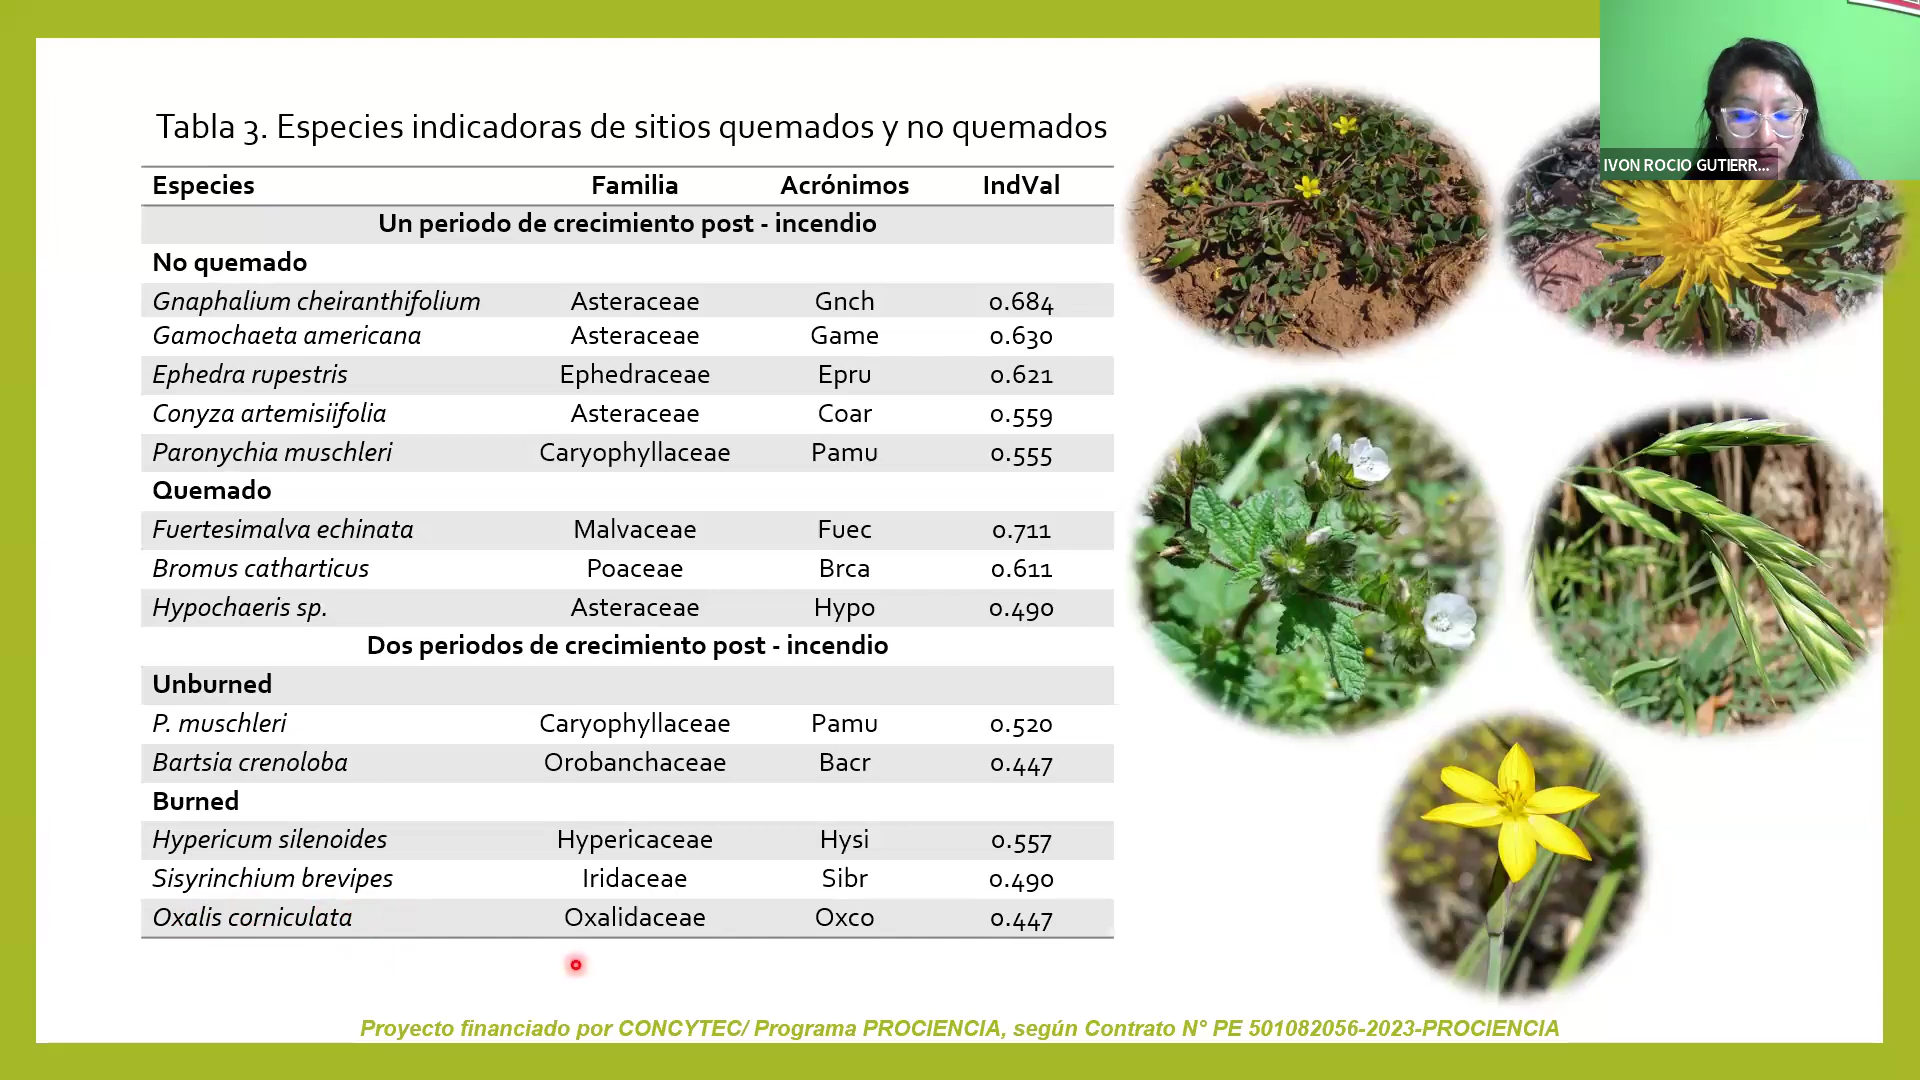 IVON ROCIO GUTIERR...
Tabla 3. Especies indicadoras de sitios quemados y no quemados
Especies Familia Acrónimos IndVal
Un periodo de crecimiento post - incendio
No quemado
Gnaphalium cheiranthifolium Asteraceae Gnch 0.684
Gamochaeta americana Asteraceae Game 0.630
Ephedra rupestris Ephedraceae Epru 0.621
Conyza artemisiifolia Asteraceae Coar 0.559
Paronychia muschleri Caryophyllaceae Pamu 0.555
Quemado
Fuertesimalva echinata Malvaceae Fuec 0.711
Bromus catharticus Poaceae Brca 0.611
Hypochaeris sp. Asteraceae Hypo 0.490
Dos periodos de crecimiento post - incendio
Unburned
P. muschleri Caryophyllaceae Pamu 0.520
Bartsia crenoloba Orobanchaceae Bacr 0.447
Burned
Hypericum silenoides Hypericaceae Hysi 0.557
Sisyrinchium brevipes Iridaceae Sibr 0.490
Oxalis corniculata Oxalidaceae Oxco 0.447
Proyecto financiado por CONCYTEC/ Programa PROCIENCIA, según Contrato N° PE 501082056-2023-PROCIENCIA